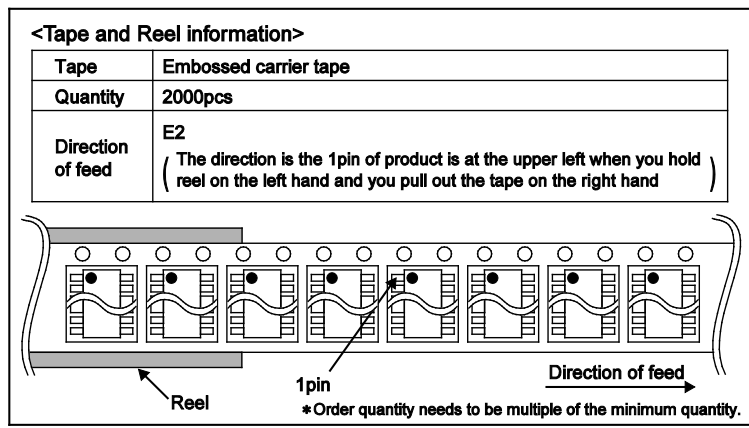 <Tape and Reel information>
Tape Embossed carrier tape
Quantity 2000pcs
Direction of feed E2
( The direction is the 1pin of product is at the upper left when you hold
reel on the left hand and you pull out the tape on the right hand )
1pin
Direction of feed
Reel
*Order quantity needs to be multiple of the minimum quantity.